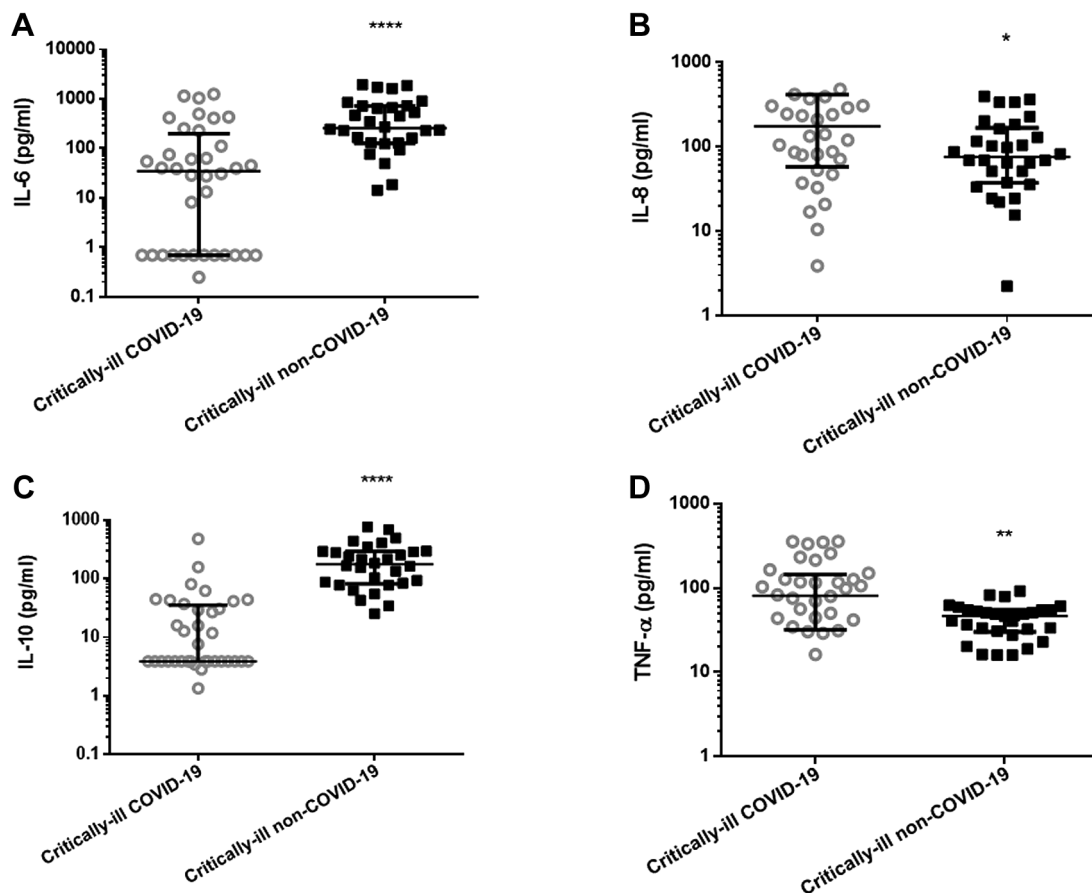 A
****
IL-6 (pg/ml)
10000
1000
100
10
1
0.1
Critically-ill COVID-19
Critically-ill non-COVID-19
B
*
IL-8 (pg/ml)
1000
100
10
1
Critically-ill COVID-19
Critically-ill non-COVID-19
C
****
IL-10 (pg/ml)
1000
100
10
1
0.1
Critically-ill COVID-19
Critically-ill non-COVID-19
D
**
TNF-α (pg/ml)
1000
100
10
1
Critically-ill COVID-19
Critically-ill non-COVID-19